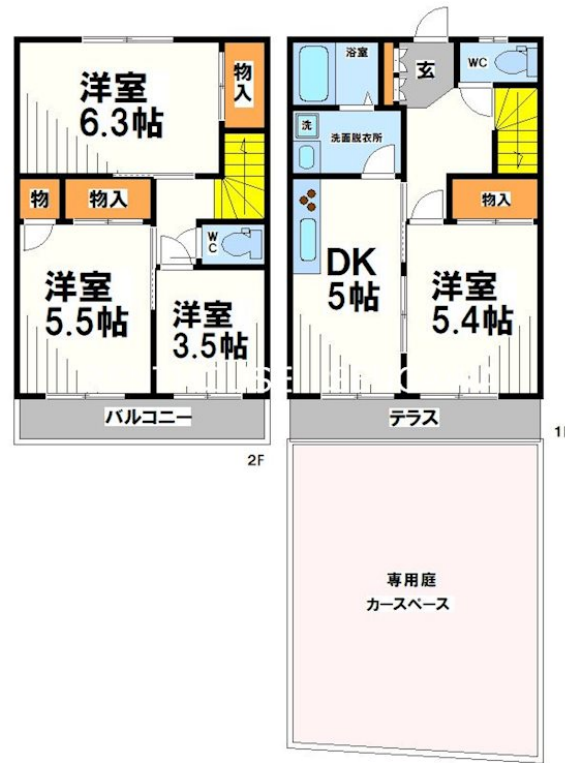 洋室
6.3帖
物入
物
物入
WC
洋室
5.5帖
洋室
3.5帖
バルコニー
2F
浴室
玄
WC
洗
洗面脱衣所
物入
DK
5帖
洋室
5.4帖
テラス
専用庭
カースペース